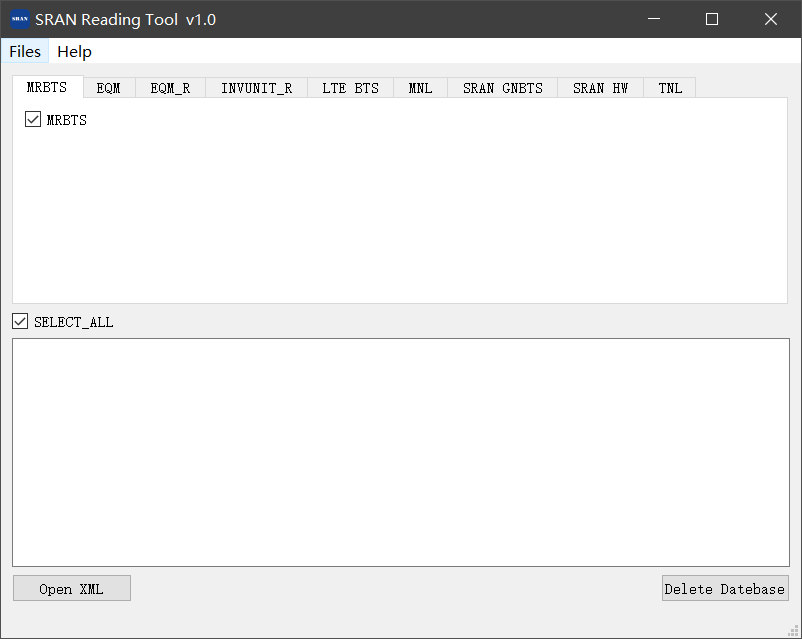 SRAN SRAN Reading Tool v1.0
Files Help
MRBTS EQM EQM_R INVUNIT_R LTE BTS MNL SRAN GNBTS SRAN HW TNL
MRBTS
SELECT_ALL
Open XML Delete Datebase